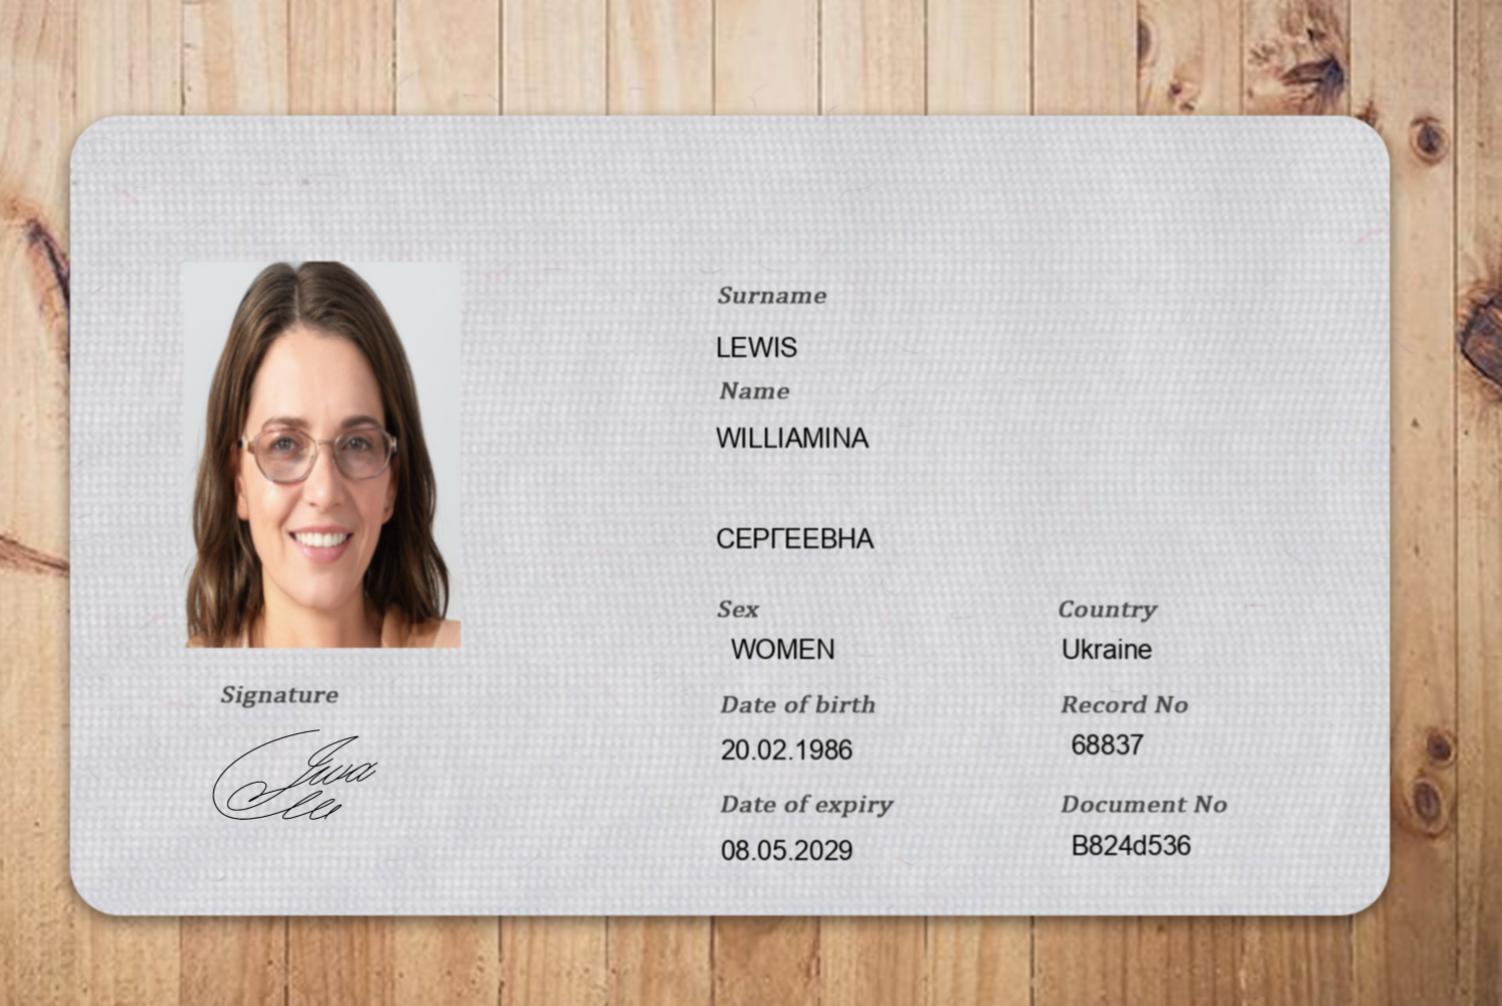 Surname
LEWIS
Name
WILLIAMINA
СЕРГЕЕВНА
Sex
WOMEN
Country
Ukraine
Date of birth
20.02.1986
Record No
68837
Date of expiry
08.05.2029
Document No
B824d536
Signature